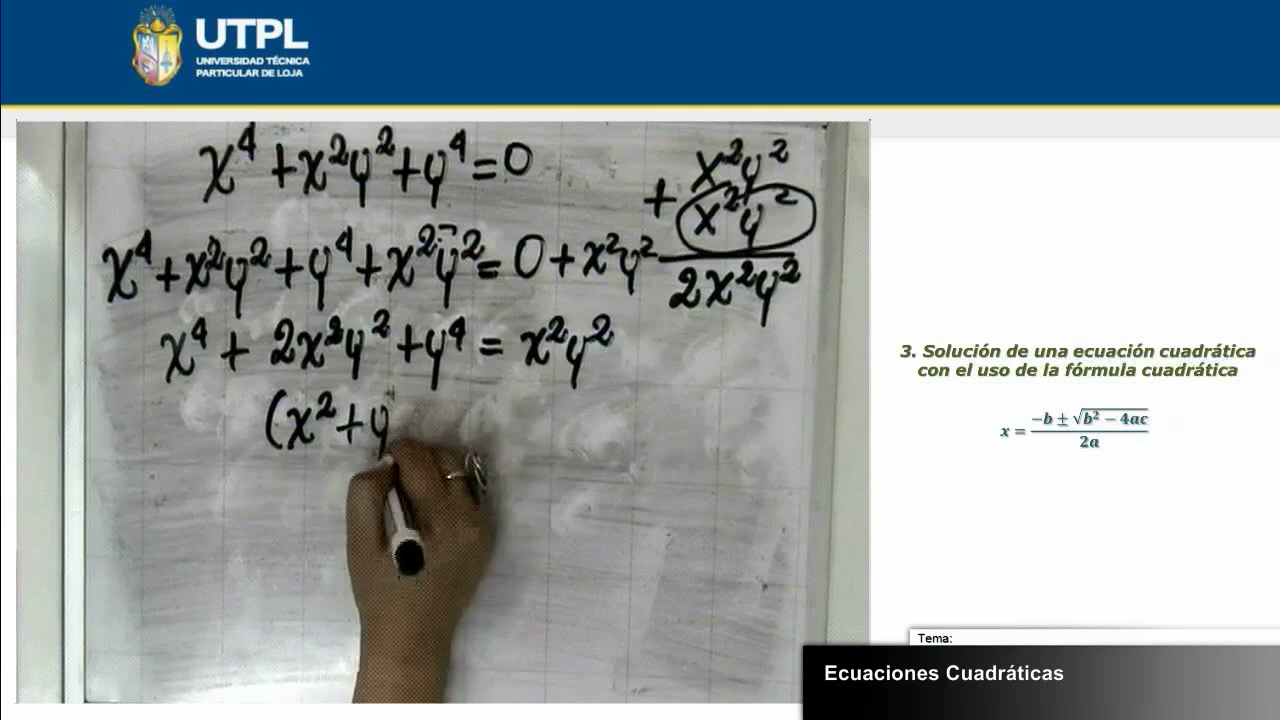 UTPL
UNIVERSIDAD TÉCNICA
PARTICULAR DE LOJA
x⁴ + x²y² + y⁴ = 0
x⁴ + x²y² + y⁴ + x²y² = 0 + x²y²
x⁴ + 2x²y² + y⁴ = x²y²
(x² + y
x²y²
+ x²y²
2x²y²
3. Solución de una ecuación cuadrática
con el uso de la fórmula cuadrática
x = (-b ± √(b² - 4ac)) / 2a
Tema:
Ecuaciones Cuadráticas